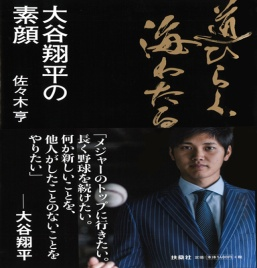 道ひらく、
海わたる
大谷翔平の
素顔
佐々木 亨
「メジャーのトップに行きたい。
長く野球を続けたい。
何か新しいことを、
他人がしたことのないことを
やりたい」
――大谷翔平
扶桑社